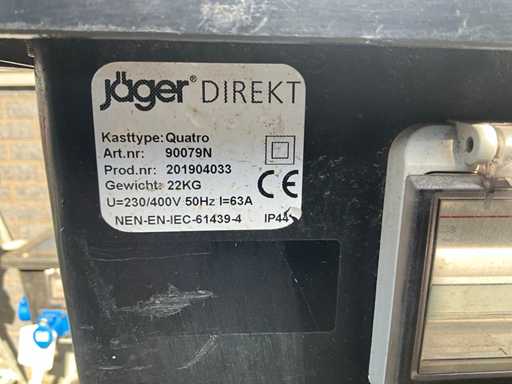 jäger® DIREKT
Kasttype: Quatro
Art.nr: 90079N
Prod.nr: 201904033
Gewicht: 22KG
CE
U=230/400V 50Hz I=63A
NEN-EN-IEC-61439-4 IP44